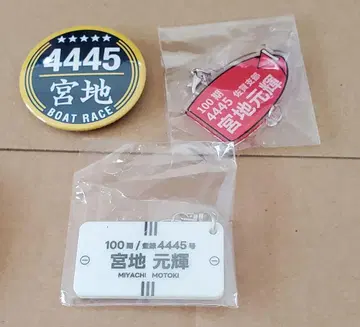 ★★★★★
4445
宮地
BOAT RACE
100期
4445 佐賀支部
宮地元輝
100期 / 登録4445号
宮地 元輝
MIYACHI MOTOKI